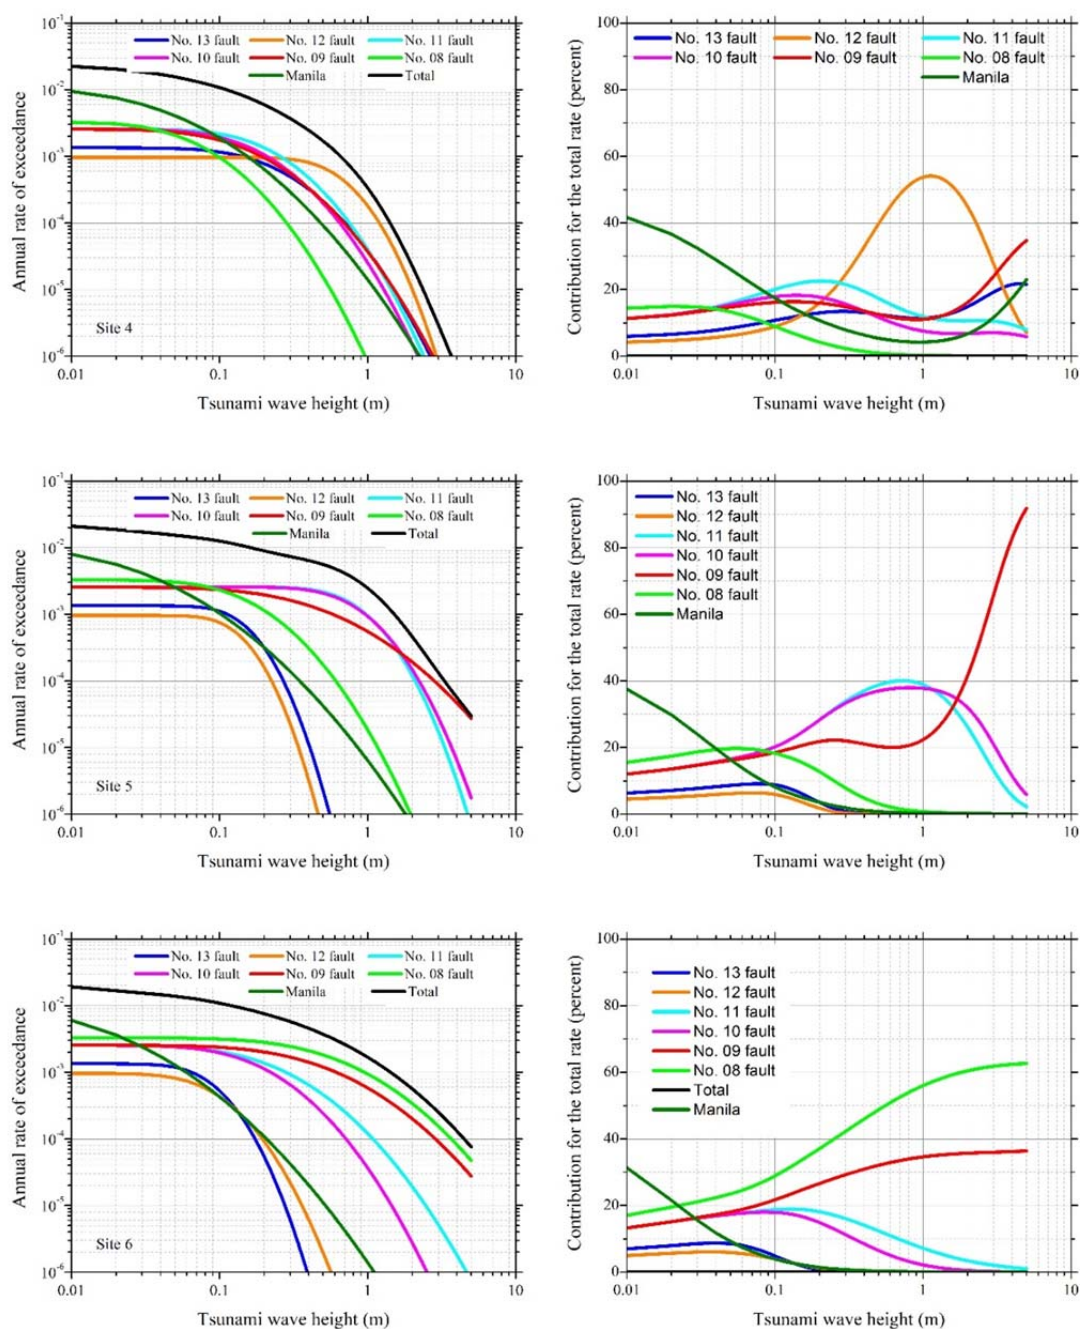 10⁻¹
10⁻²
10⁻³
10⁻⁴
10⁻⁵
10⁻⁶
Annual rate of exceedance
No. 13 fault No. 12 fault No. 11 fault
No. 10 fault No. 09 fault No. 08 fault
Manila Total
Site 4
0.01 0.1 1 10
Tsunami wave height (m)
100
80
60
40
20
0
Contribution for the total rate (percent)
No. 13 fault No. 12 fault No. 11 fault
No. 10 fault No. 09 fault No. 08 fault
Manila
0.01 0.1 1 10
Tsunami wave height (m)
10⁻¹
10⁻²
10⁻³
10⁻⁴
10⁻⁵
10⁻⁶
Annual rate of exceedance
No. 13 fault No. 12 fault No. 11 fault
No. 10 fault No. 09 fault No. 08 fault
Manila Total
Site 5
0.01 0.1 1 10
Tsunami wave height (m)
100
80
60
40
20
0
Contribution for the total rate (percent)
No. 13 fault
No. 12 fault
No. 11 fault
No. 10 fault
No. 09 fault
No. 08 fault
Manila
0.01 0.1 1 10
Tsunami wave height (m)
10⁻¹
10⁻²
10⁻³
10⁻⁴
10⁻⁵
10⁻⁶
Annual rate of exceedance
No. 13 fault No. 12 fault No. 11 fault
No. 10 fault No. 09 fault No. 08 fault
Manila Total
Site 6
0.01 0.1 1 10
Tsunami wave height (m)
100
80
60
40
20
0
Contribution for the total rate (percent)
No. 13 fault
No. 12 fault
No. 11 fault
No. 10 fault
No. 09 fault
No. 08 fault
Total
Manila
0.01 0.1 1 10
Tsunami wave height (m)